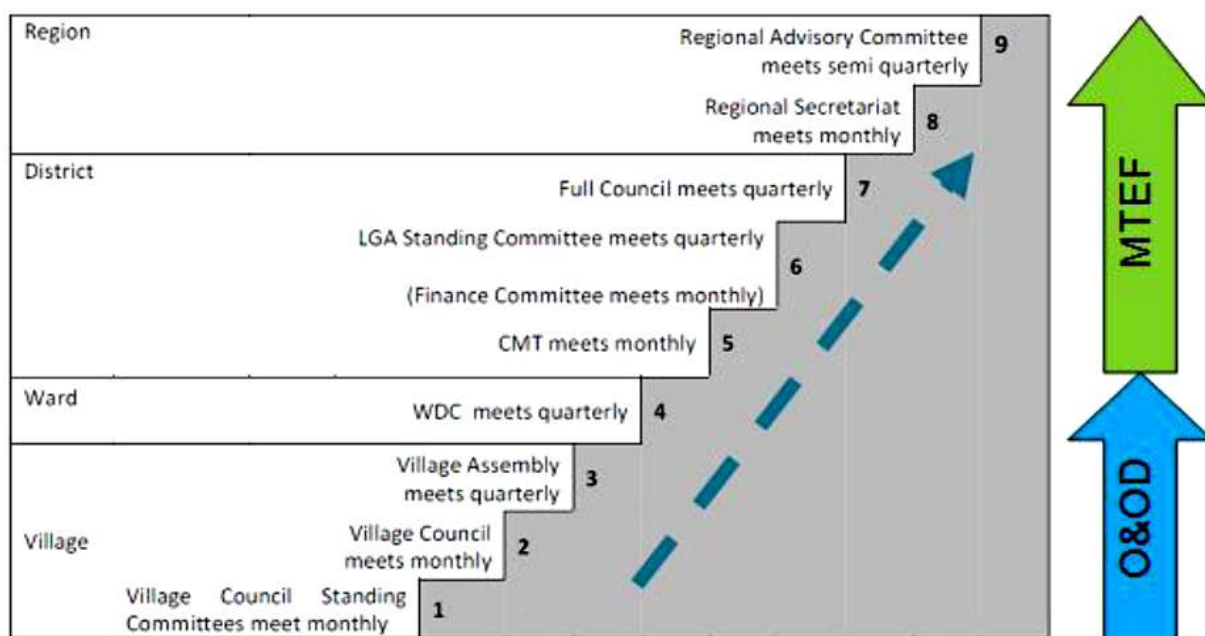 Region
Regional Advisory Committee
meets semi quarterly
9
Regional Secretariat
meets monthly
8
District
Full Council meets quarterly
7
LGA Standing Committee meets quarterly
6
(Finance Committee meets monthly)
CMT meets monthly
5
Ward
WDC meets quarterly
4
Village Assembly
meets quarterly
3
Village
Village Council
meets monthly
2
Village Council Standing
Committees meet monthly
1
MTEF
O&OD